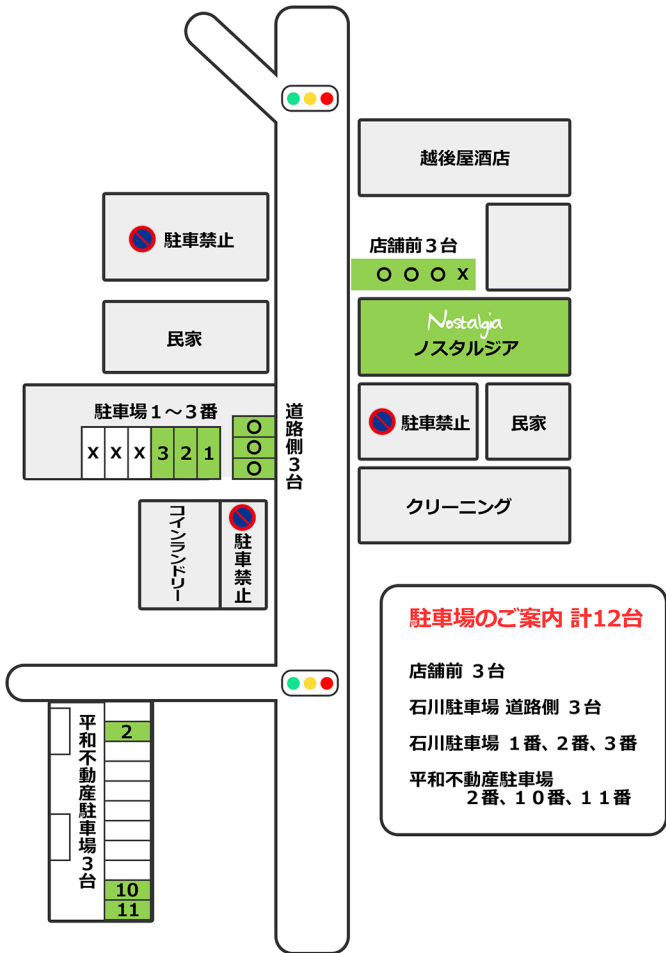 越後屋酒店
駐車禁止
店舗前３台
○ ○ ○ x
Nostalgia
ノスタルジア
民家
駐車場１～３番
x x x 3 2 1
○
○
○
道路側３台
駐車禁止
民家
クリーニング
コインランドリー
駐車禁止
駐車場のご案内 計12台
店舗前 ３台
石川駐車場 道路側 ３台
石川駐車場 １番、２番、３番
平和不動産駐車場
２番、１０番、１１番
平和不動産駐車場３台
2
10
11